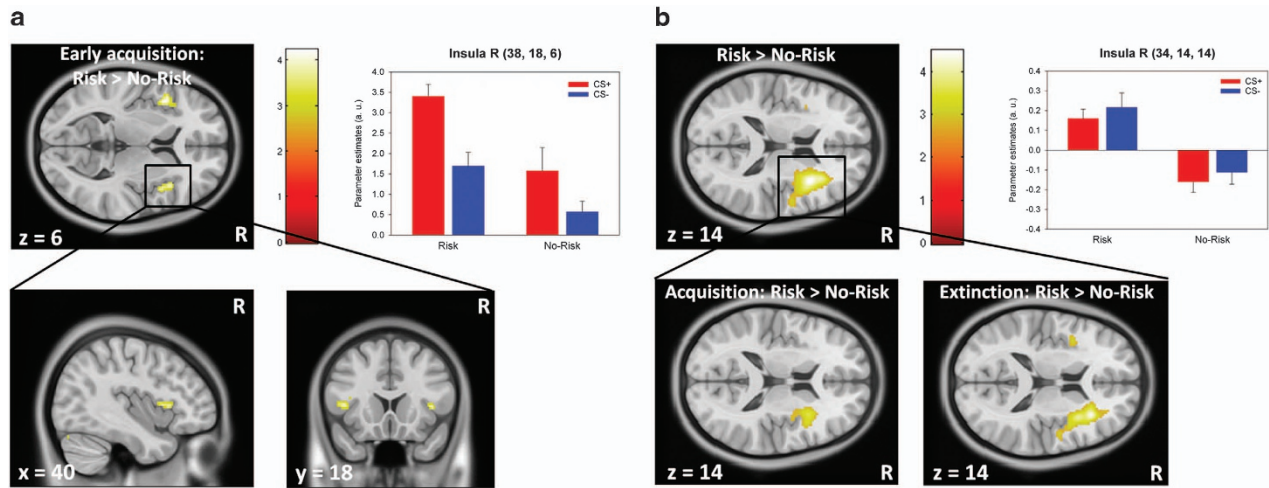 a
Early acquisition:
Risk > No-Risk
z = 6
R
4
3
2
1
0
Insula R (38, 18, 6)
Parameter estimates (a. u.)
4.0
3.5
3.0
2.5
2.0
1.5
1.0
0.5
0.0
CS+
CS-
Risk
No-Risk
R
x = 40
R
y = 18
b
Risk > No-Risk
z = 14
R
4
3
2
1
0
Insula R (34, 14, 14)
Parameter estimates (a. u.)
0.4
0.3
0.2
0.1
0.0
-0.1
-0.2
-0.3
-0.4
CS+
CS-
Risk
No-Risk
Acquisition: Risk > No-Risk
z = 14
R
Extinction: Risk > No-Risk
z = 14
R